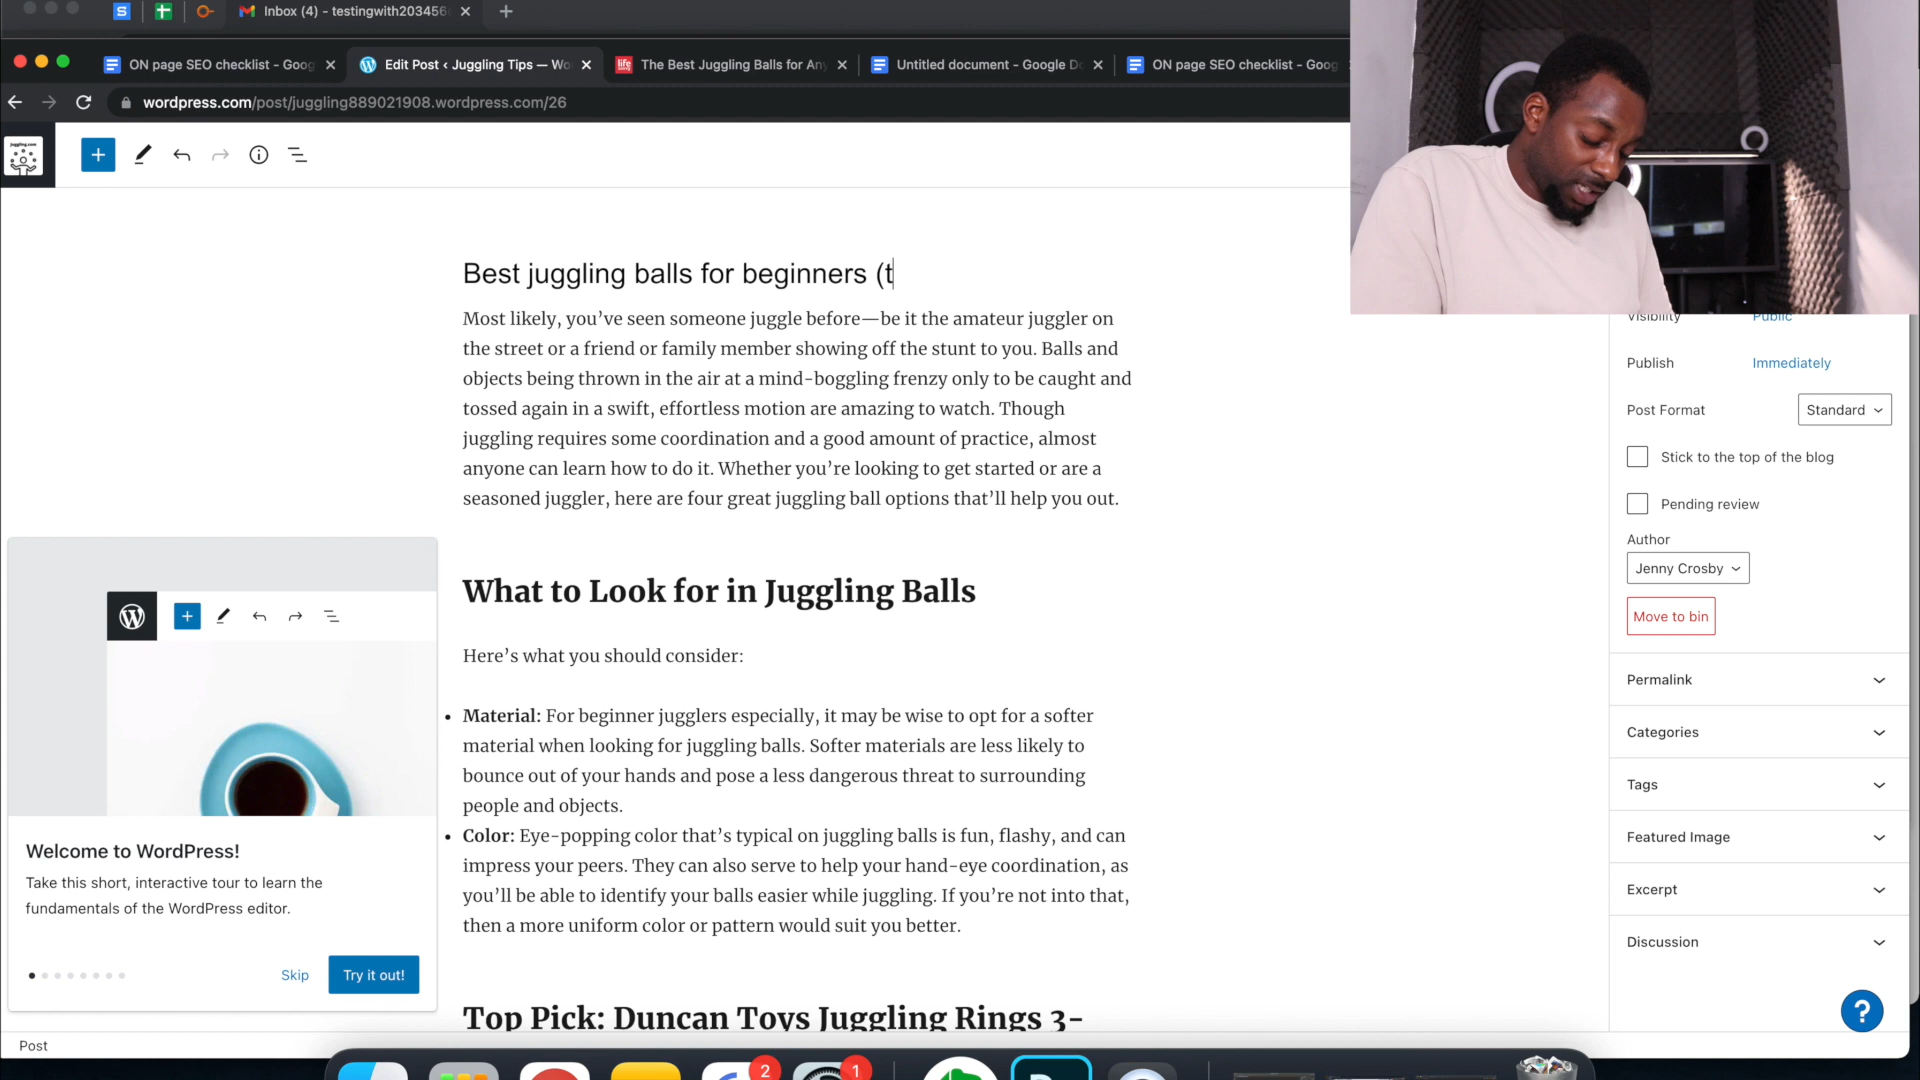 Inbox (4) - testingwith203456
ON page SEO checklist - Goog
Edit Post ‹ Juggling Tips — Wo
The Best Juggling Balls for An
Untitled document - Google D
ON page SEO checklist - Goog
wordpress.com/post/juggling889021908.wordpress.com/26
Best juggling balls for beginners (t
Most likely, you’ve seen someone juggle before—be it the amateur juggler on
the street or a friend or family member showing off the stunt to you. Balls and
objects being thrown in the air at a mind-boggling frenzy only to be caught and
tossed again in a swift, effortless motion are amazing to watch. Though
juggling requires some coordination and a good amount of practice, almost
anyone can learn how to do it. Whether you’re looking to get started or are a
seasoned juggler, here are four great juggling ball options that’ll help you out.
What to Look for in Juggling Balls
Here’s what you should consider:
• Material: For beginner jugglers especially, it may be wise to opt for a softer
material when looking for juggling balls. Softer materials are less likely to
bounce out of your hands and pose a less dangerous threat to surrounding
people and objects.
• Color: Eye-popping color that’s typical on juggling balls is fun, flashy, and can
impress your peers. They can also serve to help your hand-eye coordination, as
you’ll be able to identify your balls easier while juggling. If you’re not into that,
then a more uniform color or pattern would suit you better.
Top Pick: Duncan Toys Juggling Rings 3-
Welcome to WordPress!
Take this short, interactive tour to learn the
fundamentals of the WordPress editor.
Skip
Try it out!
Post
Visibility
Public
Publish
Immediately
Post Format
Standard
Stick to the top of the blog
Pending review
Author
Jenny Crosby
Move to bin
Permalink
Categories
Tags
Featured Image
Excerpt
Discussion
?
2
1